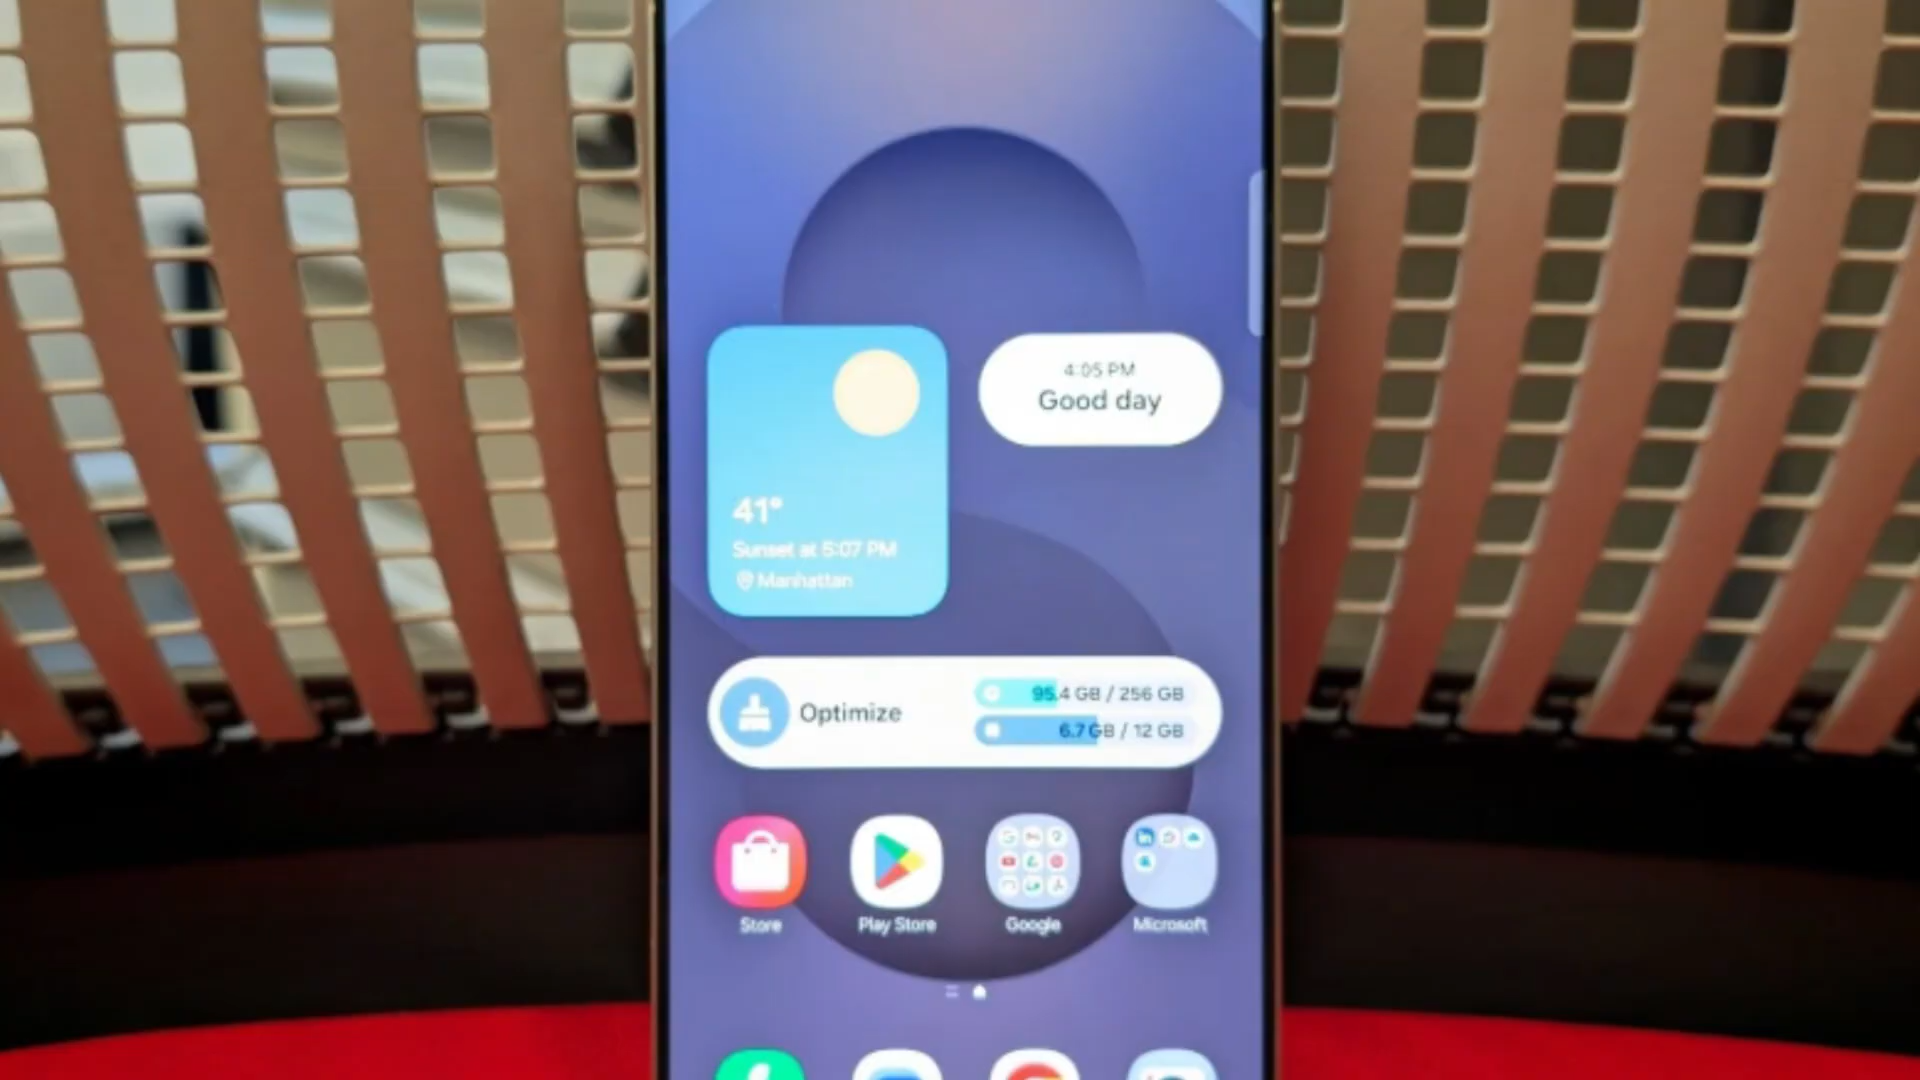 4:05 PM
Good day
41°
Sunset at 5:07 PM
Manhattan
Optimize
95.4 GB / 256 GB
6.7 GB / 12 GB
Store
Play Store
Google
Microsoft